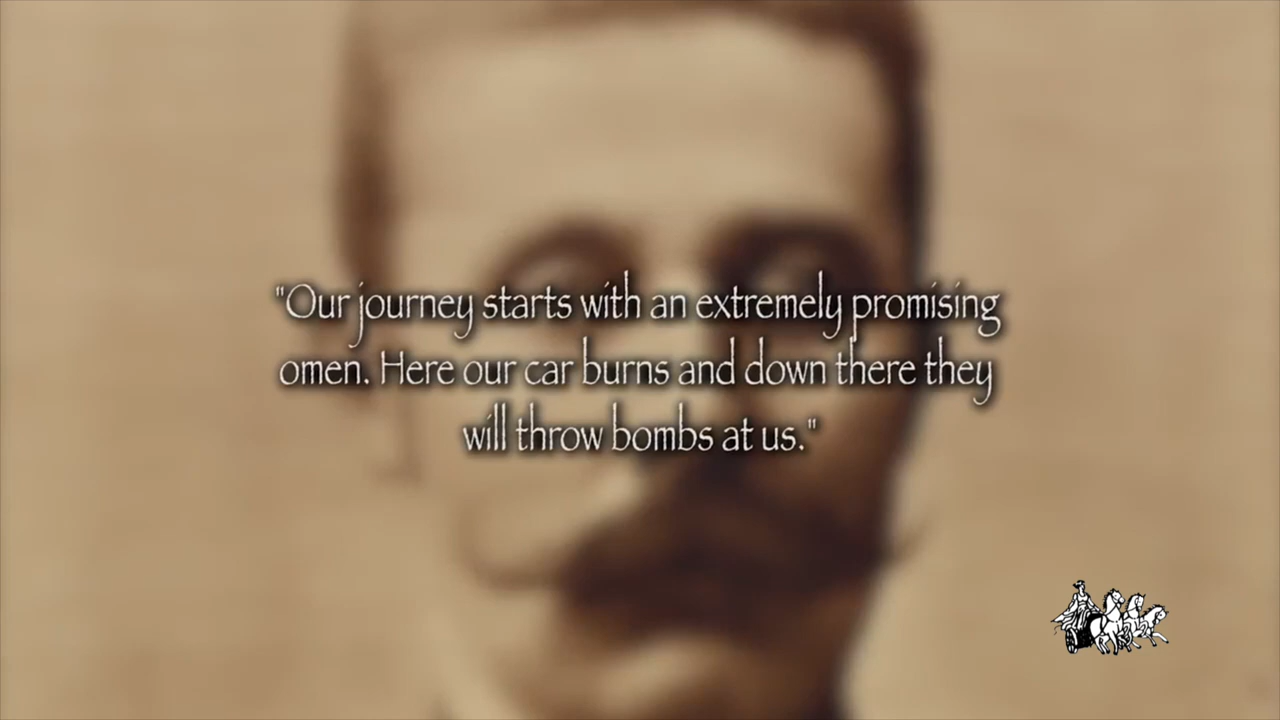 "Our journey starts with an extremely promising
omen. Here our car burns and down there they
will throw bombs at us."